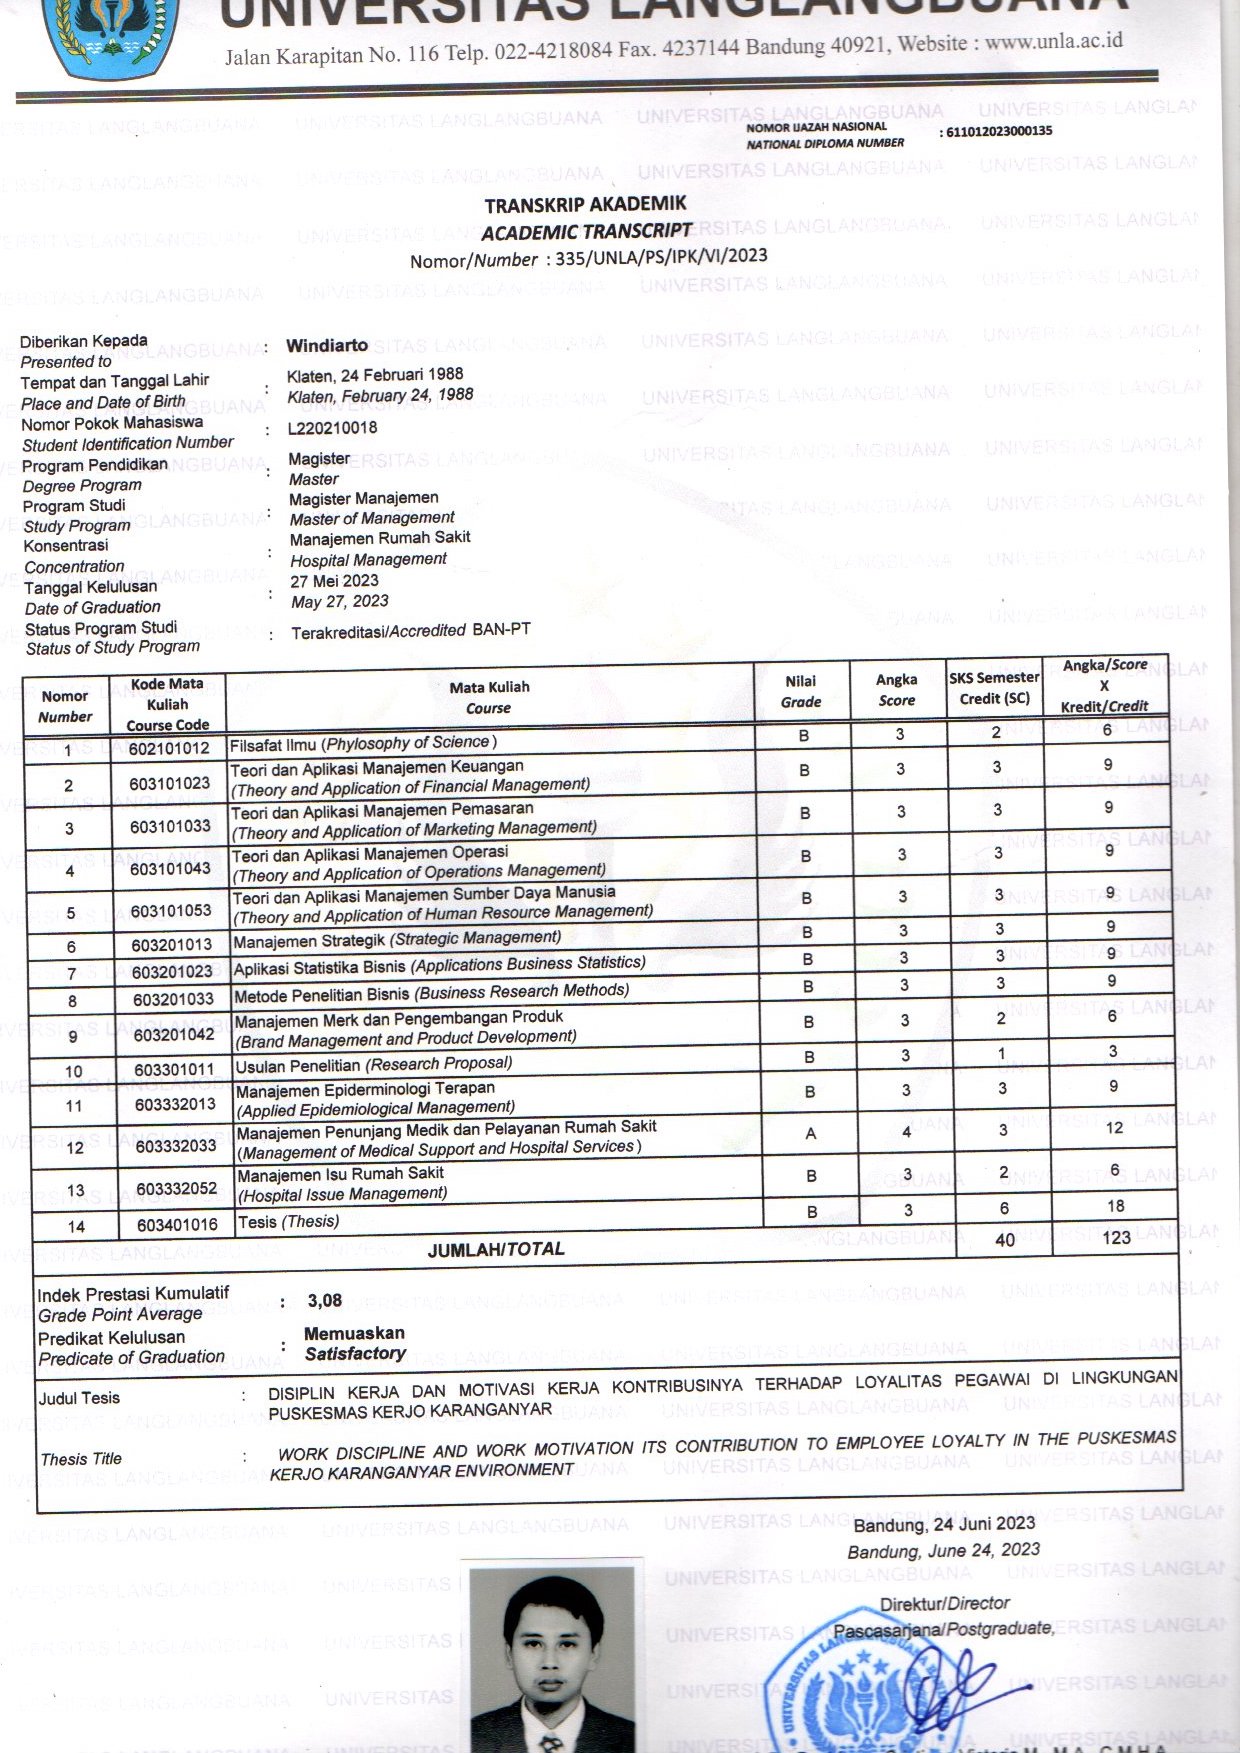 UNIVERSITAS LANGLANGBUANA
Jalan Karapitan No. 116 Telp. 022-4218084 Fax. 4237144 Bandung 40921, Website : www.unla.ac.id
NOMOR IJAZAH NASIONAL : 611012023000135
NATIONAL DIPLOMA NUMBER
TRANSKRIP AKADEMIK
ACADEMIC TRANSCRIPT
Nomor/Number : 335/UNLA/PS/IPK/VI/2023
Diberikan Kepada : Windiarto
Presented to
Tempat dan Tanggal Lahir : Klaten, 24 Februari 1988
Place and Date of Birth Klaten, February 24, 1988
Nomor Pokok Mahasiswa : L220210018
Student Identification Number
Program Pendidikan : Magister
Degree Program Master
Program Studi : Magister Manajemen
Study Program Master of Management
Konsentrasi : Manajemen Rumah Sakit
Concentration Hospital Management
Tanggal Kelulusan : 27 Mei 2023
Date of Graduation May 27, 2023
Status Program Studi : Terakreditasi/Accredited BAN-PT
Status of Study Program
Nomor Number Kode Mata Kuliah Course Code Mata Kuliah Course Nilai Grade Angka Score SKS Semester Credit (SC) Angka/Score X Kredit/Credit
1 602101012 Filsafat Ilmu (Phylosophy of Science) B 3 2 6
2 603101023 Teori dan Aplikasi Manajemen Keuangan B 3 3 9
(Theory and Application of Financial Management)
3 603101033 Teori dan Aplikasi Manajemen Pemasaran B 3 3 9
(Theory and Application of Marketing Management)
4 603101043 Teori dan Aplikasi Manajemen Operasi B 3 3 9
(Theory and Application of Operations Management)
5 603101053 Teori dan Aplikasi Manajemen Sumber Daya Manusia B 3 3 9
(Theory and Application of Human Resource Management)
6 603201013 Manajemen Strategik (Strategic Management) B 3 3 9
7 603201023 Aplikasi Statistika Bisnis (Applications Business Statistics) B 3 3 9
8 603201033 Metode Penelitian Bisnis (Business Research Methods) B 3 3 9
9 603201042 Manajemen Merk dan Pengembangan Produk B 3 2 6
(Brand Management and Product Development)
10 603301011 Usulan Penelitian (Research Proposal) B 3 1 3
11 603332013 Manajemen Epiderminologi Terapan B 3 3 9
(Applied Epidemiological Management)
12 603332033 Manajemen Penunjang Medik dan Pelayanan Rumah Sakit A 4 3 12
(Management of Medical Support and Hospital Services)
13 603332052 Manajemen Isu Rumah Sakit B 3 2 6
(Hospital Issue Management)
14 603401016 Tesis (Thesis) B 3 6 18
JUMLAH/TOTAL 40 123
Indek Prestasi Kumulatif : 3,08
Grade Point Average
Predikat Kelulusan : Memuaskan
Predicate of Graduation Satisfactory
Judul Tesis : DISIPLIN KERJA DAN MOTIVASI KERJA KONTRIBUSINYA TERHADAP LOYALITAS PEGAWAI DI LINGKUNGAN
PUSKESMAS KERJO KARANGANYAR
Thesis Title : WORK DISCIPLINE AND WORK MOTIVATION ITS CONTRIBUTION TO EMPLOYEE LOYALTY IN THE PUSKESMAS
KERJO KARANGANYAR ENVIRONMENT
Bandung, 24 Juni 2023
Bandung, June 24, 2023
Direktur/Director
Pascasarjana/Postgraduate,
UNIVERSITAS LANGLANGBUANA